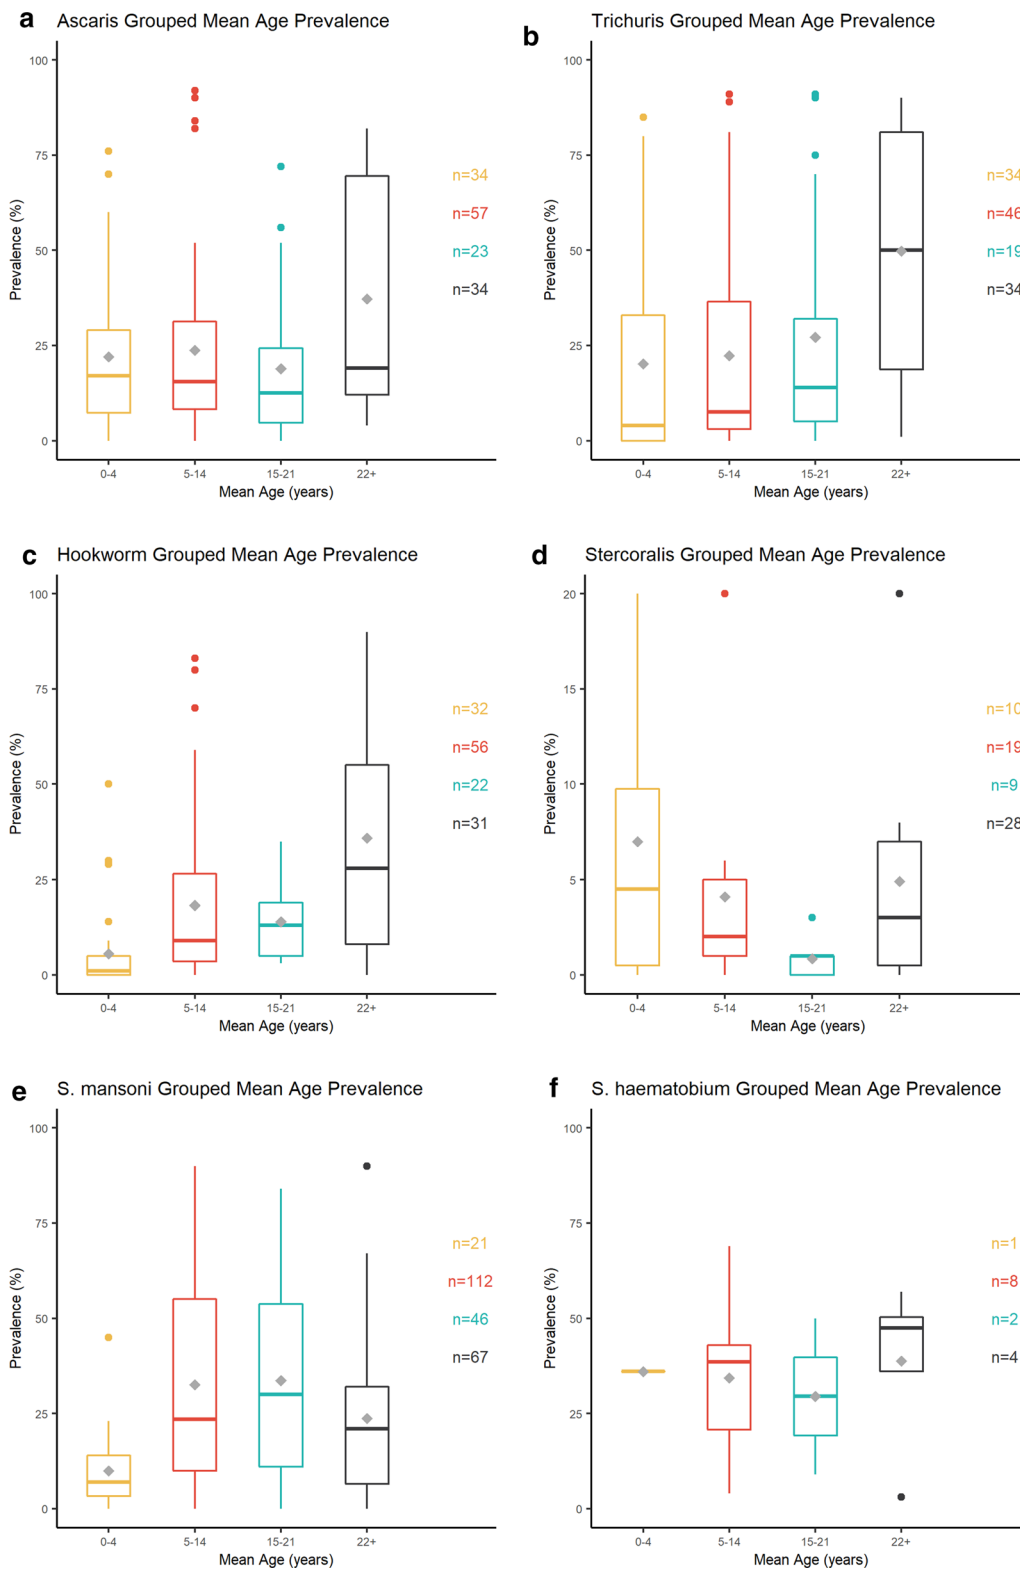 a Ascaris Grouped Mean Age Prevalence
100
75
50
25
0
Prevalence (%)
0-4 5-14 15-21 22+
Mean Age (years)
n=34
n=57
n=23
n=34
b Trichuris Grouped Mean Age Prevalence
100
75
50
25
0
Prevalence (%)
0-4 5-14 15-21 22+
Mean Age (years)
n=34
n=46
n=19
n=34
c Hookworm Grouped Mean Age Prevalence
100
75
50
25
0
Prevalence (%)
0-4 5-14 15-21 22+
Mean Age (years)
n=32
n=56
n=22
n=31
d Stercoralis Grouped Mean Age Prevalence
20
15
10
5
0
Prevalence (%)
0-4 5-14 15-21 22+
Mean Age (years)
n=10
n=19
n=9
n=28
e S. mansoni Grouped Mean Age Prevalence
100
75
50
25
0
Prevalence (%)
0-4 5-14 15-21 22+
Mean Age (years)
n=21
n=112
n=46
n=67
f S. haematobium Grouped Mean Age Prevalence
100
75
50
25
0
Prevalence (%)
0-4 5-14 15-21 22+
Mean Age (years)
n=1
n=8
n=2
n=4